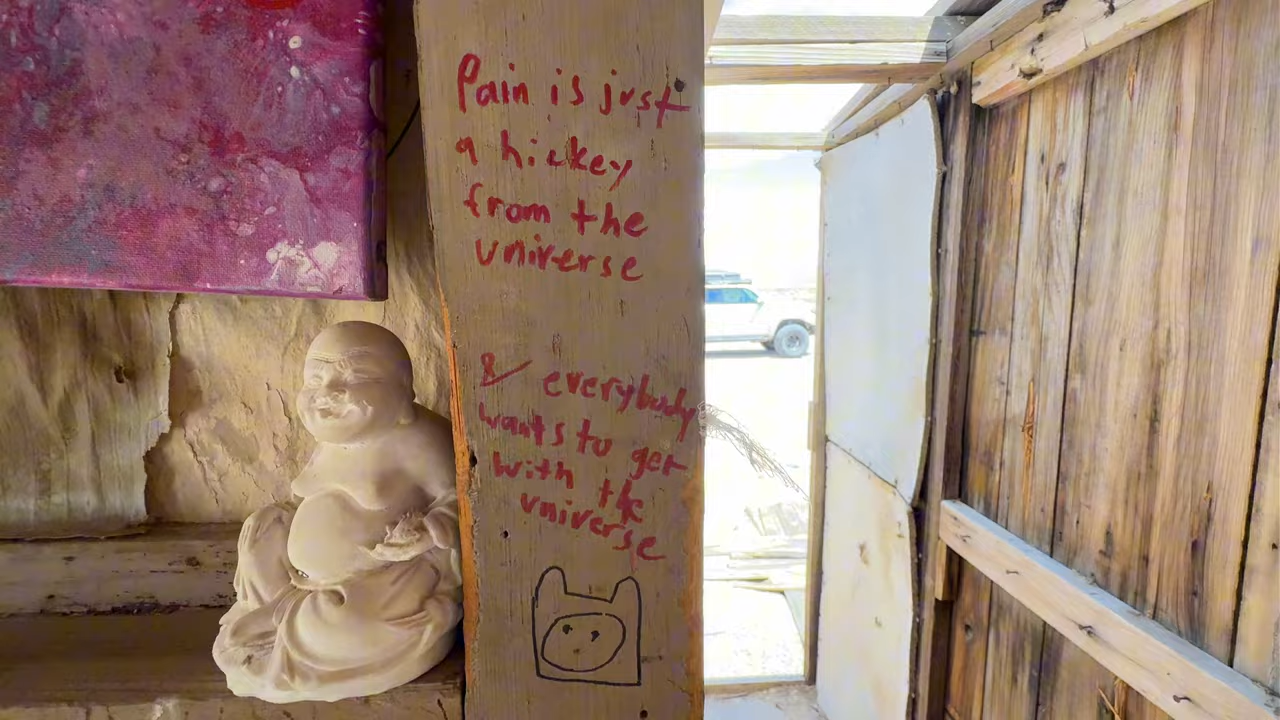 Pain is just
a hickey
from the
universe
& everybody
wants to get
with the
universe